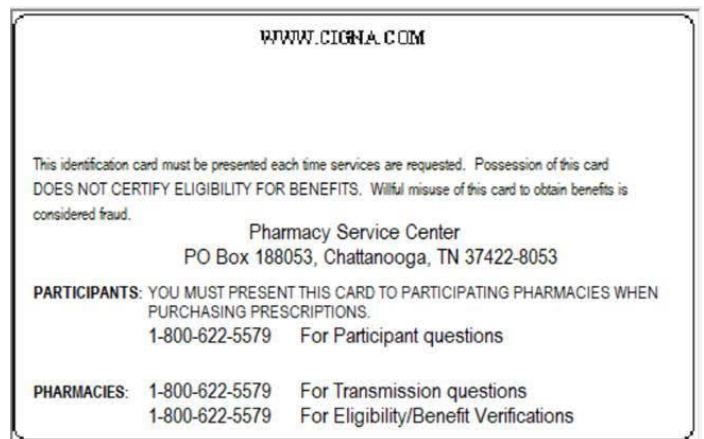 WWW.CIGNA.COM
This identification card must be presented each time services are requested. Possession of this card
DOES NOT CERTIFY ELIGIBILITY FOR BENEFITS. Willful misuse of this card to obtain benefits is
considered fraud.
Pharmacy Service Center
PO Box 188053, Chattanooga, TN 37422-8053
PARTICIPANTS: YOU MUST PRESENT THIS CARD TO PARTICIPATING PHARMACIES WHEN
PURCHASING PRESCRIPTIONS.
1-800-622-5579 For Participant questions
PHARMACIES: 1-800-622-5579 For Transmission questions
1-800-622-5579 For Eligibility/Benefit Verifications